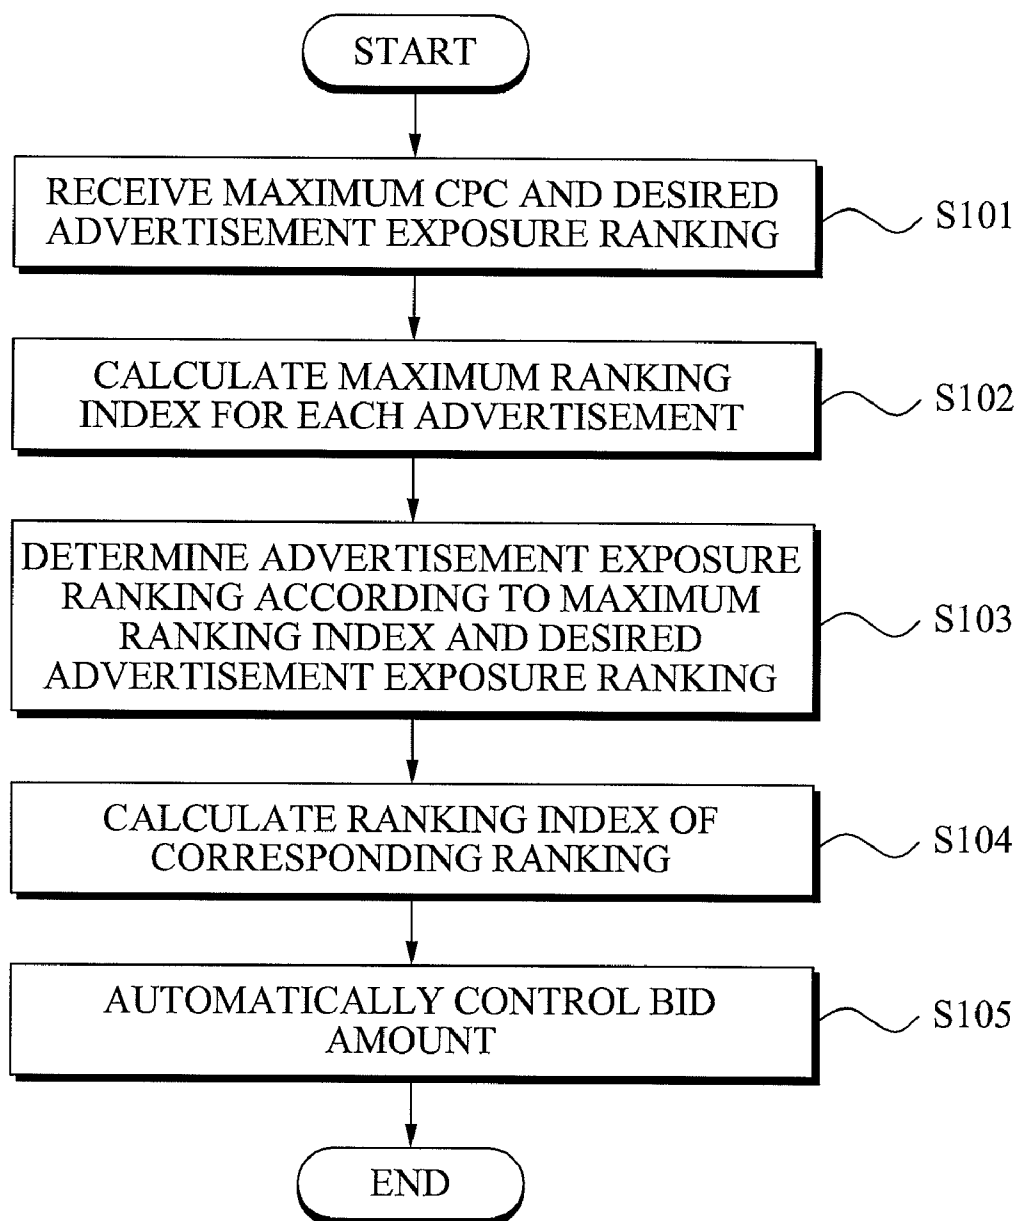 START
RECEIVE MAXIMUM CPC AND DESIRED
ADVERTISEMENT EXPOSURE RANKING
S101
CALCULATE MAXIMUM RANKING
INDEX FOR EACH ADVERTISEMENT
S102
DETERMINE ADVERTISEMENT EXPOSURE
RANKING ACCORDING TO MAXIMUM
RANKING INDEX AND DESIRED
ADVERTISEMENT EXPOSURE RANKING
S103
CALCULATE RANKING INDEX OF
CORRESPONDING RANKING
S104
AUTOMATICALLY CONTROL BID
AMOUNT
S105
END